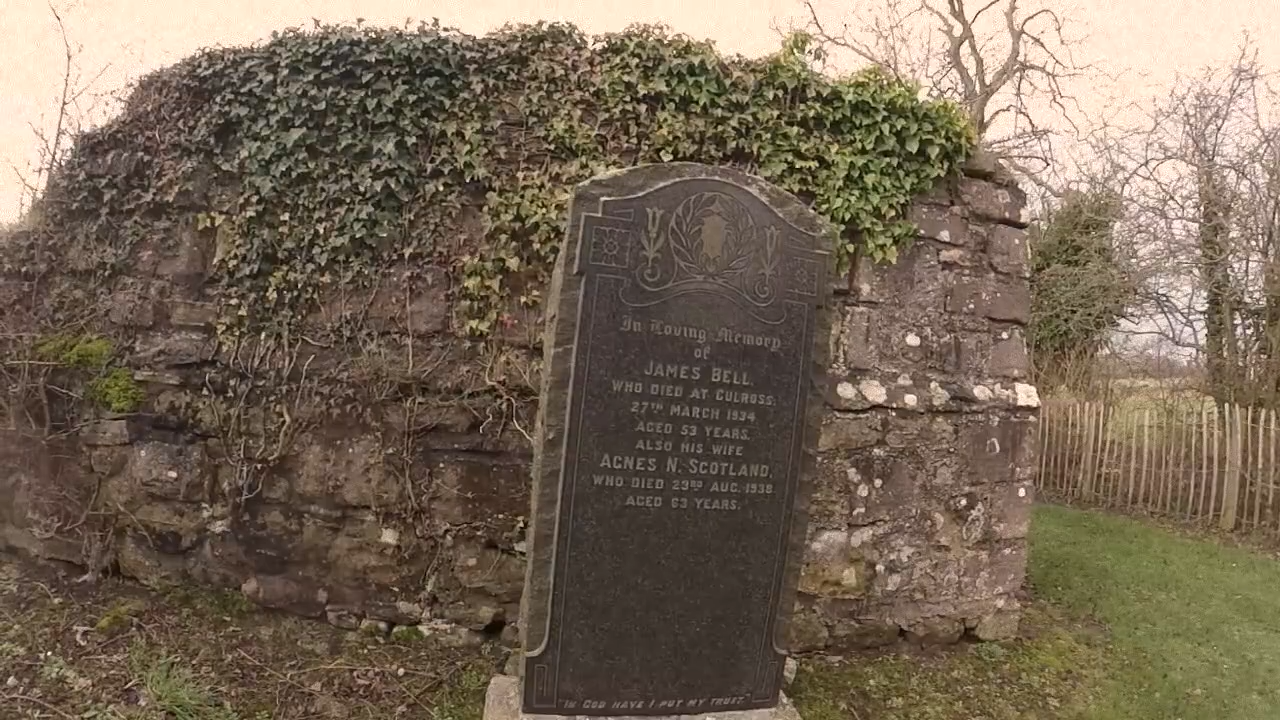 In Loving Memory
of
JAMES BELL,
WHO DIED AT CULROSS,
27TH MARCH 1934,
AGED 53 YEARS.
ALSO HIS WIFE
AGNES N. SCOTLAND,
WHO DIED 23RD AUG. 1938
AGED 63 YEARS.
"IN GOD HAVE I PUT MY TRUST."